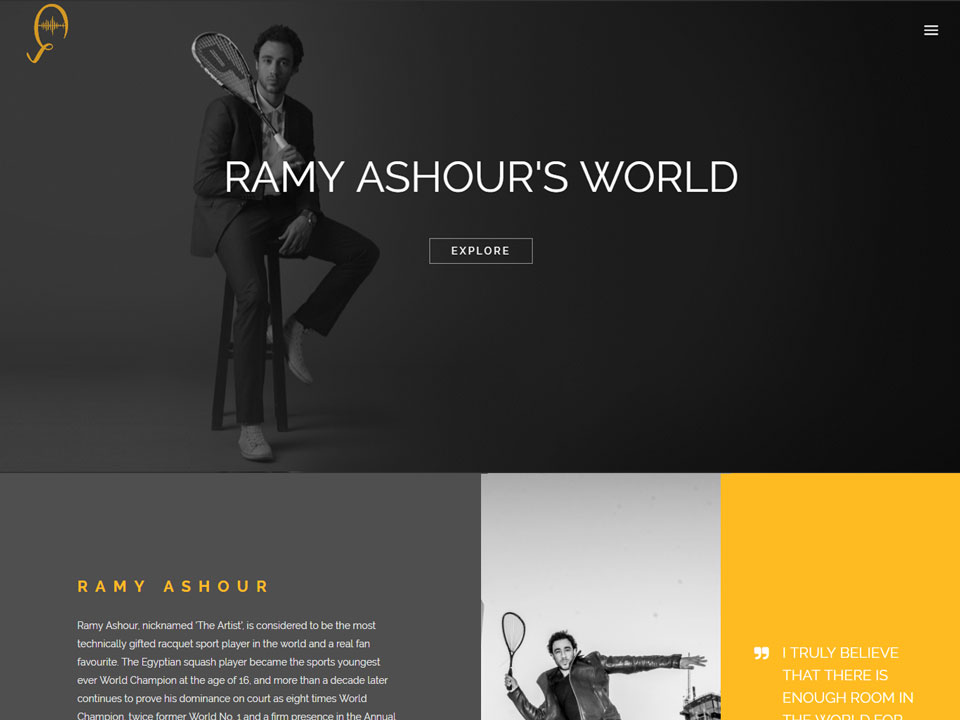 RAMY ASHOUR'S WORLD
EXPLORE
RAMY ASHOUR
Ramy Ashour, nicknamed 'The Artist', is considered to be the most
technically gifted racquet sport player in the world and a real fan
favourite. The Egyptian squash player became the sports youngest
ever World Champion at the age of 16, and more than a decade later
continues to prove his dominance on court as eight times World
Champion, twice former World No. 1 and a firm presence in the Annual
I TRULY BELIEVE
THAT THERE IS
ENOUGH ROOM IN
THE WORLD FOR